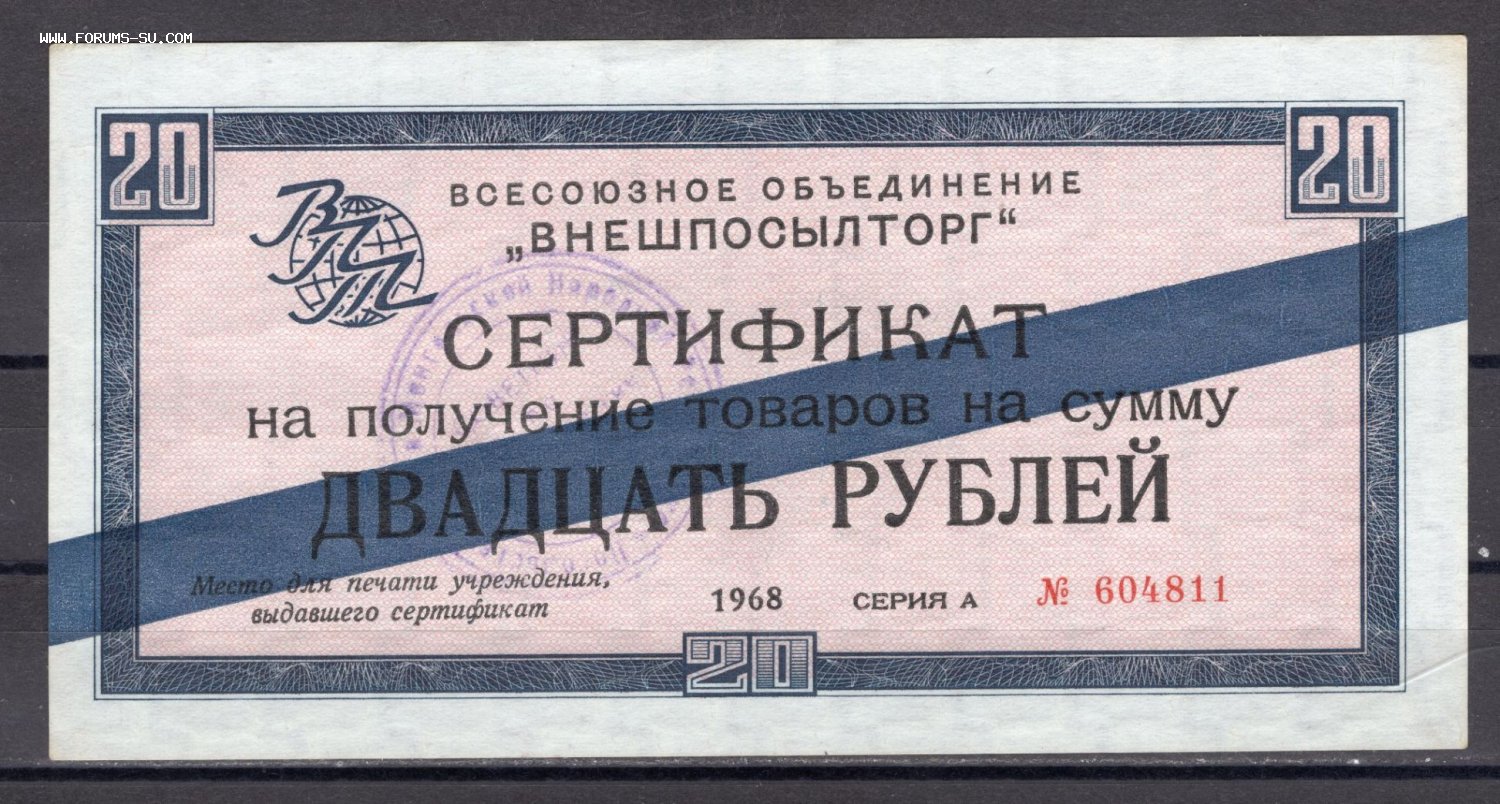 www.forums-su.com
20 20
ВПТ
ВСЕСОЮЗНОЕ ОБЪЕДИНЕНИЕ
„ВНЕШПОСЫЛТОРГ“
СЕРТИФИКАТ
на получение товаров на сумму
ДВАДЦАТЬ РУБЛЕЙ
Место для печати учреждения,
выдавшего сертификат
1968 СЕРИЯ А № 604811
20